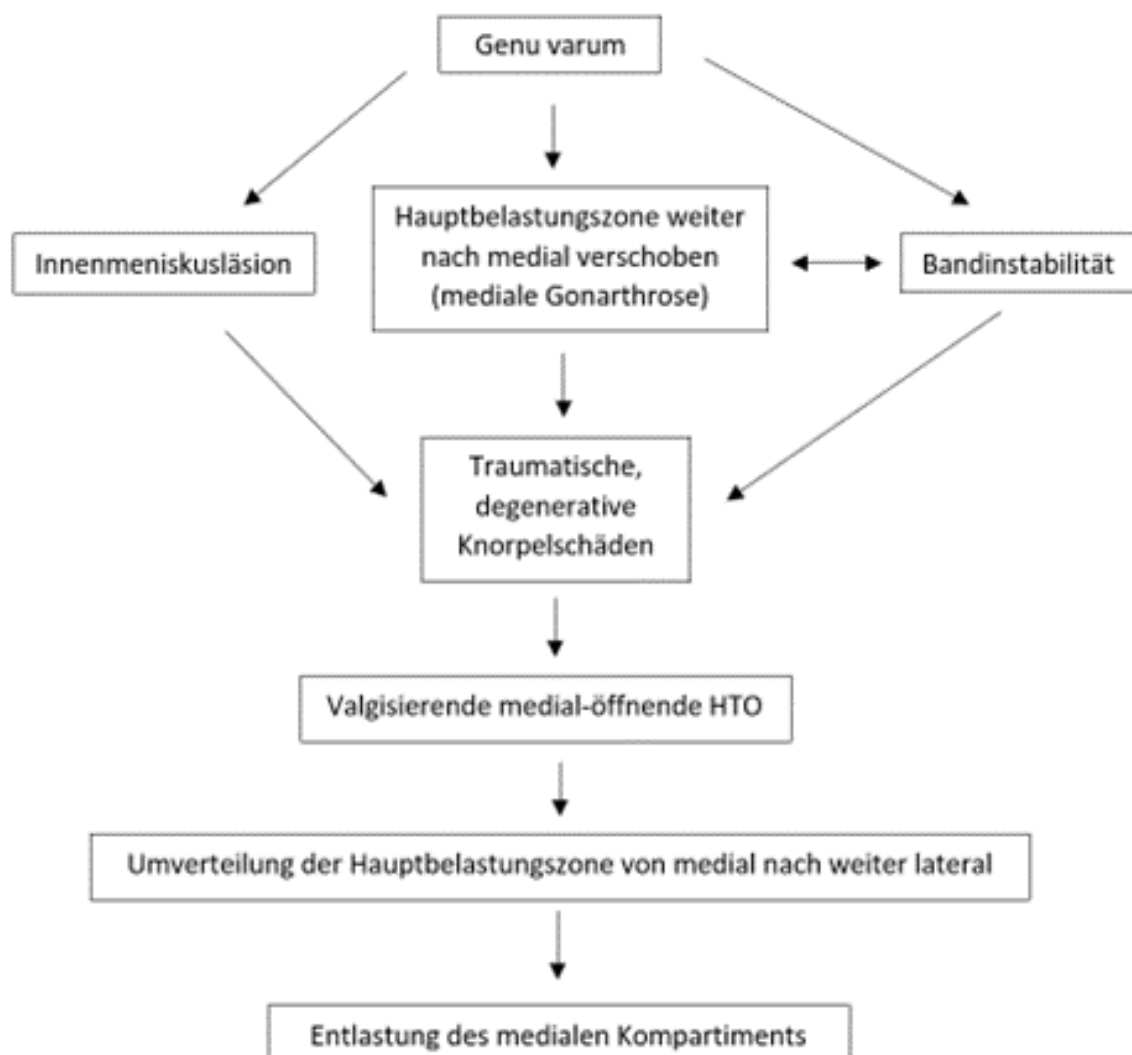 Genu varum
Innenmeniskusläsion
Hauptbelastungszone weiter
nach medial verschoben
(mediale Gonarthrose)
Bandinstabilität
Traumatische,
degenerative
Knorpelschäden
Valgisierende medial-öffnende HTO
Umverteilung der Hauptbelastungszone von medial nach weiter lateral
Entlastung des medialen Kompartiments